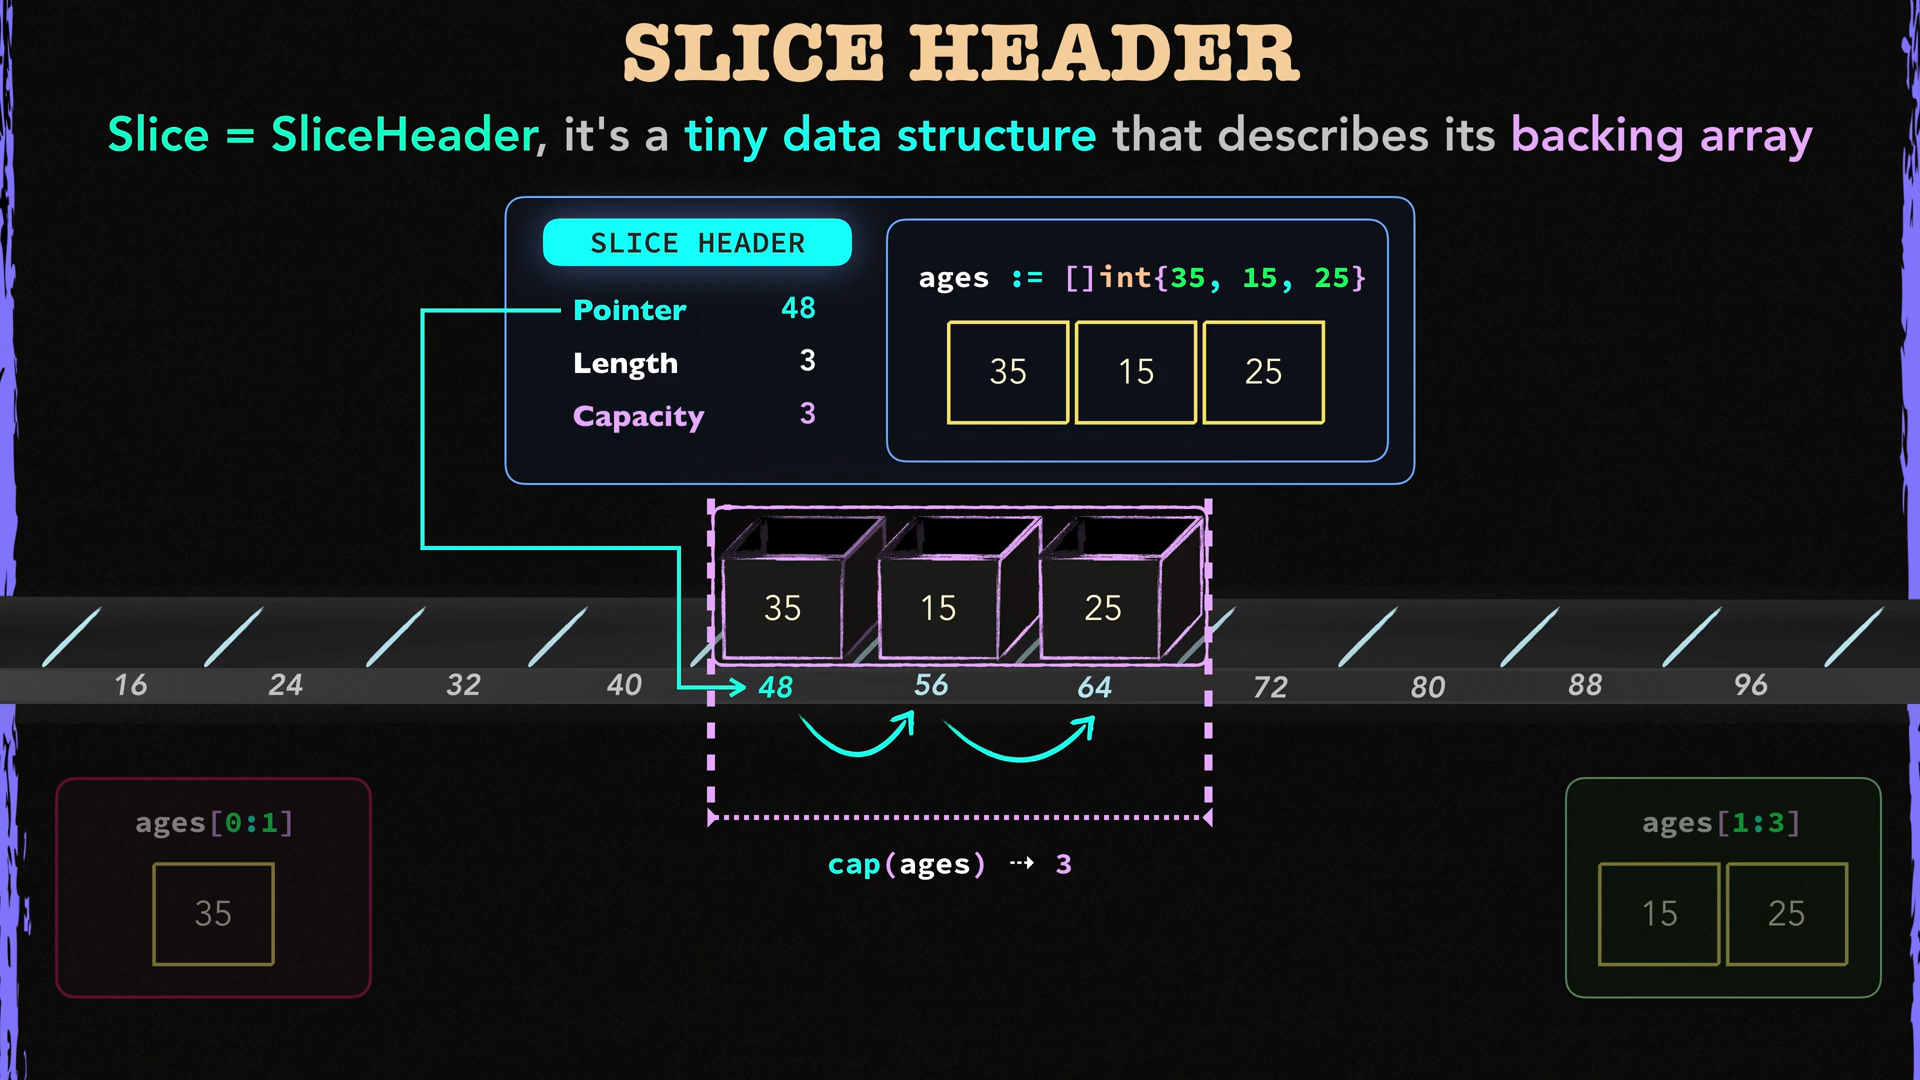 SLICE HEADER
Slice = SliceHeader, it's a tiny data structure that describes its backing array
SLICE HEADER
Pointer 48
Length 3
Capacity 3
ages := []int{35, 15, 25}
35 15 25
35 15 25
16 24 32 40 48 56 64 72 80 88 96
cap(ages) ⇢ 3
ages[0:1]
35
ages[1:3]
15 25